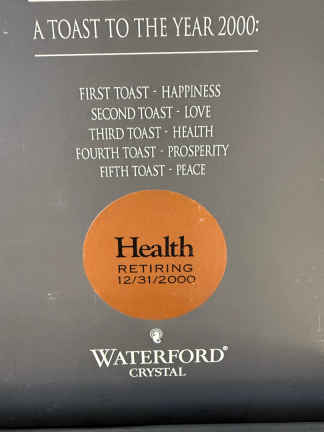 A TOAST TO THE YEAR 2000:
FIRST TOAST - HAPPINESS
SECOND TOAST - LOVE
THIRD TOAST - HEALTH
FOURTH TOAST - PROSPERITY
FIFTH TOAST - PEACE
Health
RETIRING
12/31/2000
WATERFORD®
CRYSTAL